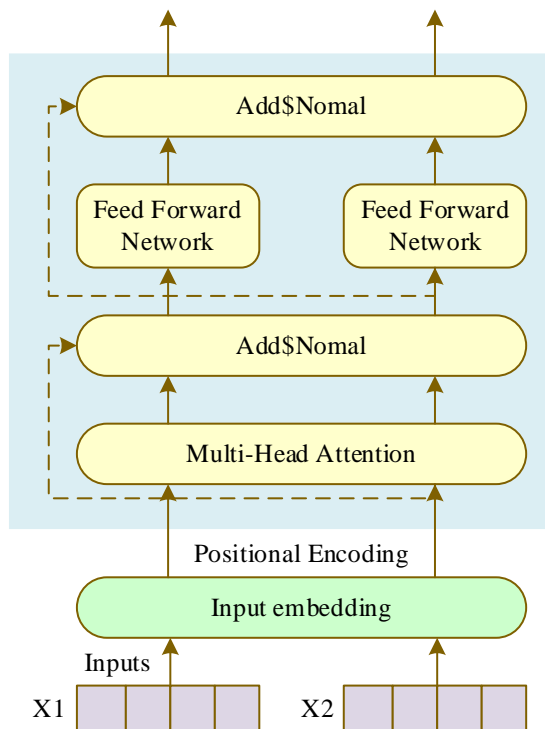 Add$Nomal
Feed Forward
Network
Feed Forward
Network
Add$Nomal
Multi-Head Attention
Positional Encoding
Input embedding
Inputs
X1
X2